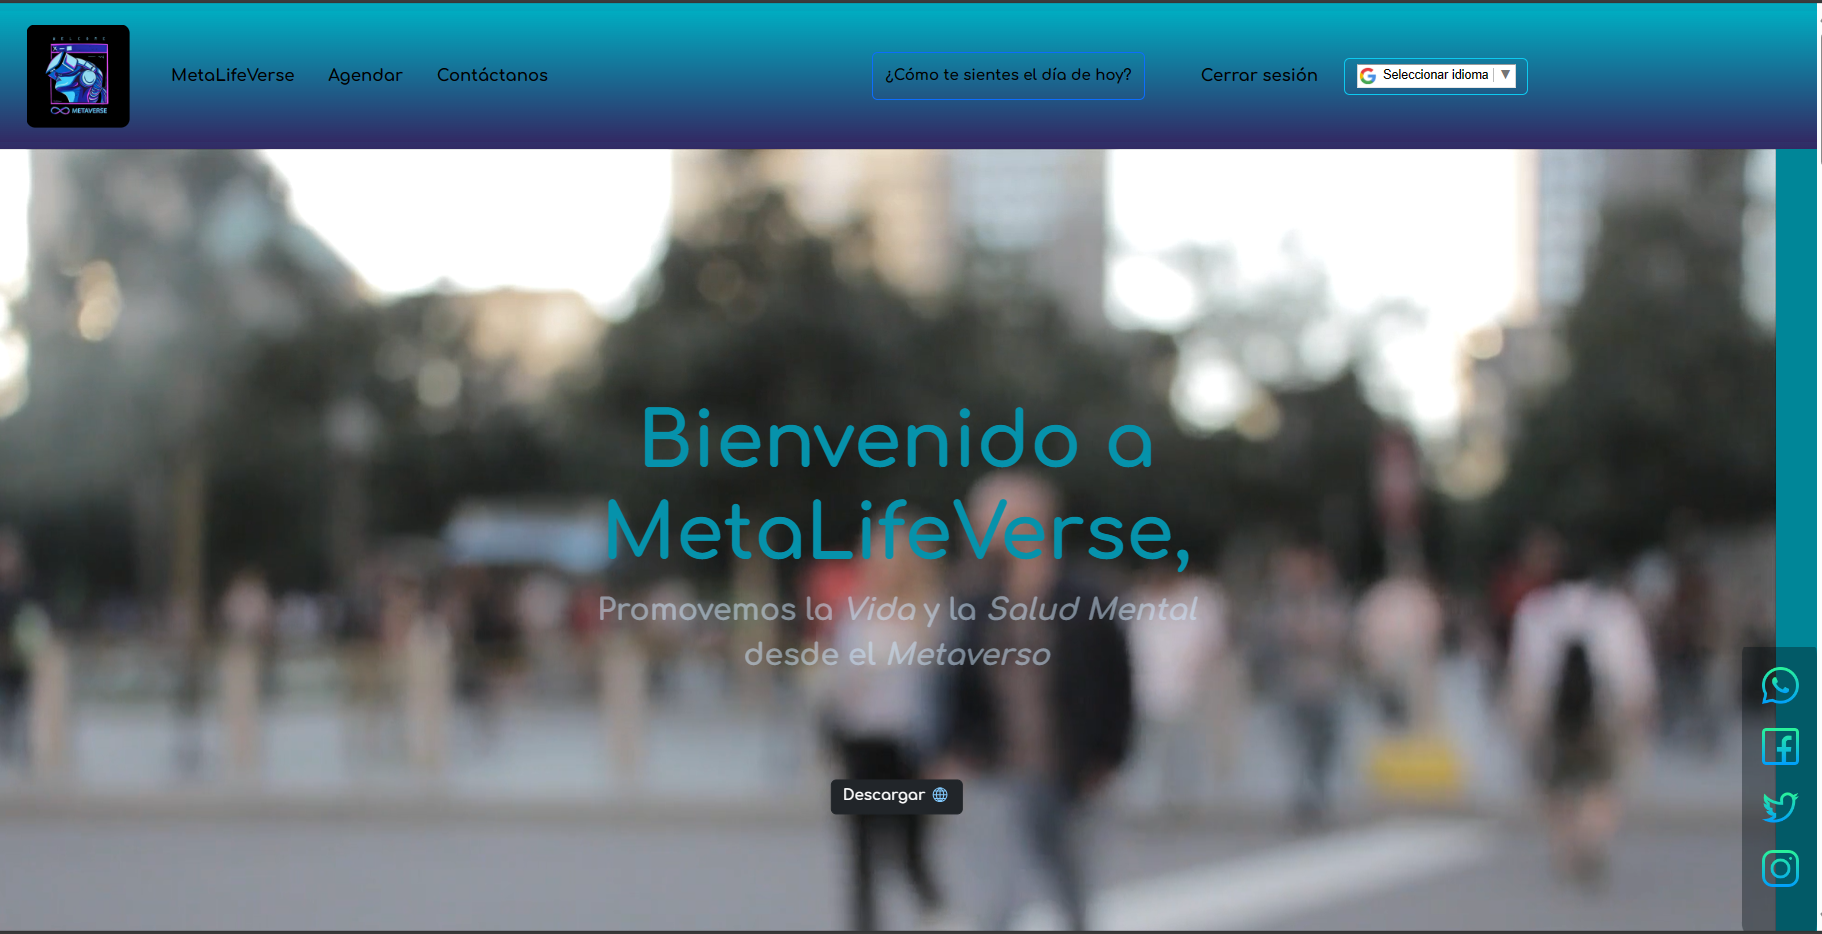 WELCOME
METAVERSE
MetaLifeVerse
Agendar
Contáctanos
¿Cómo te sientes el día de hoy?
Cerrar sesión
Seleccionar idioma
Bienvenido a
MetaLifeVerse,
Promovemos la Vida y la Salud Mental
desde el Metaverso
Descargar